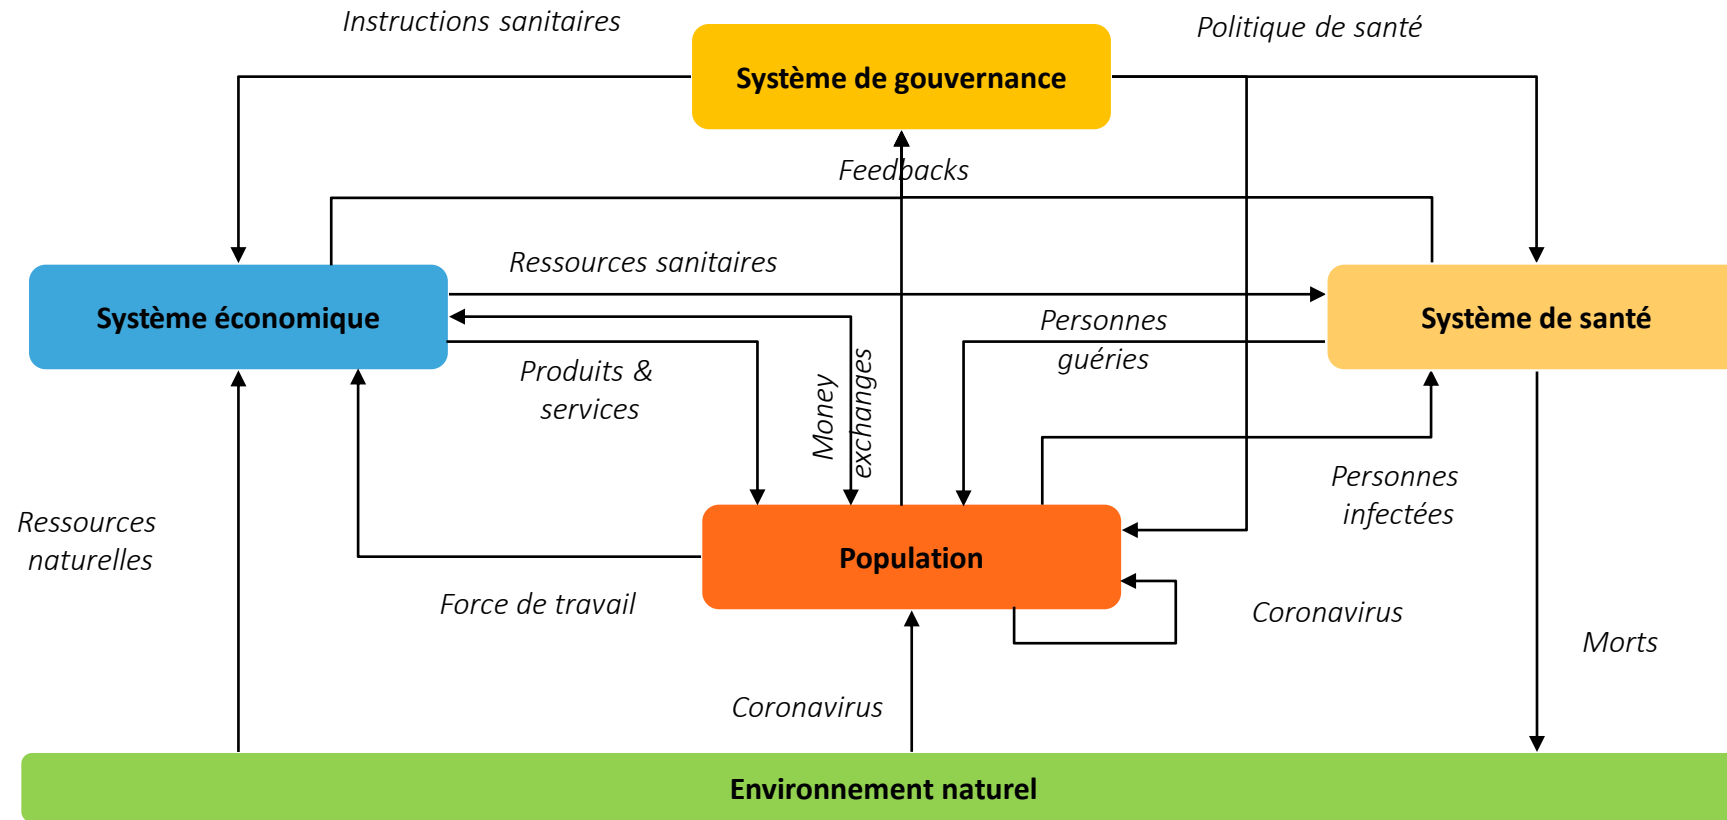 Instructions sanitaires
Politique de santé
Système de gouvernance
Feedbacks
Ressources sanitaires
Système économique
Personnes
guéries
Système de santé
Produits &
services
Money
exchanges
Personnes
infectées
Ressources
naturelles
Population
Force de travail
Coronavirus
Morts
Coronavirus
Environnement naturel